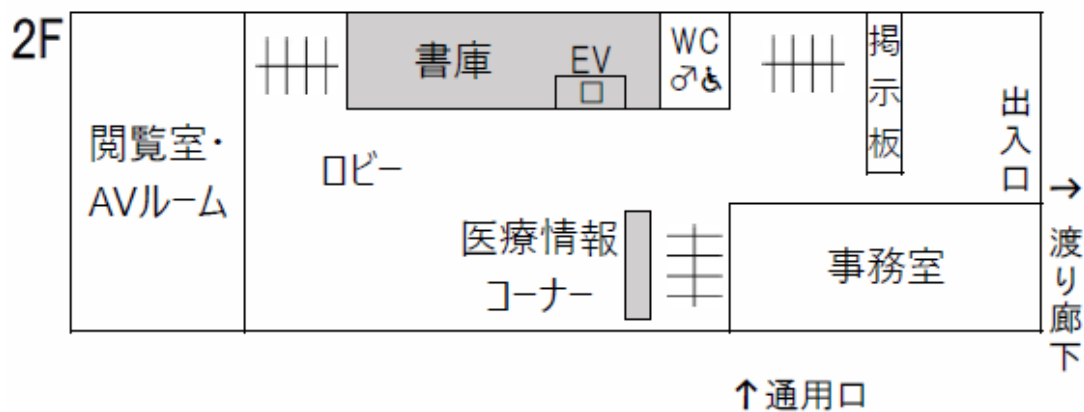 2F
閲覧室・
AVルーム
書庫
EV
WC
♂♿
掲示板
出入口
→
渡り廊下
ロビー
医療情報
コーナー
事務室
↑通用口